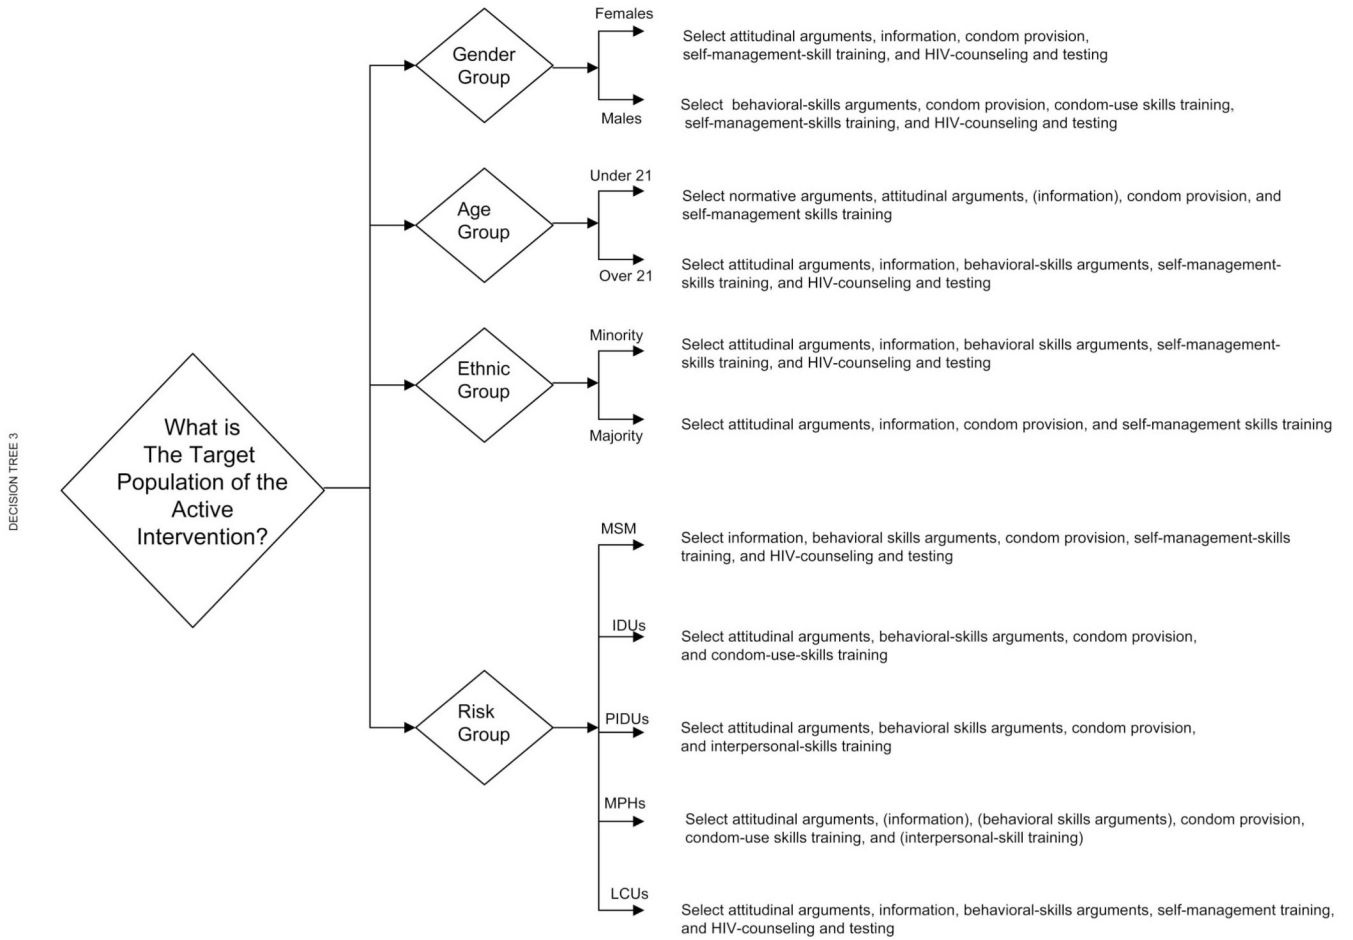 DECISION TREE 3
What is
The Target
Population of the
Active
Intervention?
Gender
Group
Females
Select attitudinal arguments, information, condom provision,
self-management-skill training, and HIV-counseling and testing
Males
Select behavioral-skills arguments, condom provision, condom-use skills training,
self-management-skills training, and HIV-counseling and testing
Age
Group
Under 21
Select normative arguments, attitudinal arguments, (information), condom provision, and
self-management skills training
Over 21
Select attitudinal arguments, information, behavioral-skills arguments, self-management-
skills training, and HIV-counseling and testing
Ethnic
Group
Minority
Select attitudinal arguments, information, behavioral skills arguments, self-management-
skills training, and HIV-counseling and testing
Majority
Select attitudinal arguments, information, condom provision, and self-management skills training
Risk
Group
MSM
Select information, behavioral skills arguments, condom provision, self-management-skills
training, and HIV-counseling and testing
IDUs
Select attitudinal arguments, behavioral-skills arguments, condom provision,
and condom-use-skills training
PIDUs
Select attitudinal arguments, behavioral skills arguments, condom provision,
and interpersonal-skills training
MPHs
Select attitudinal arguments, (information), (behavioral skills arguments), condom provision,
condom-use skills training, and (interpersonal-skill training)
LCUs
Select attitudinal arguments, information, behavioral-skills arguments, self-management training,
and HIV-counseling and testing